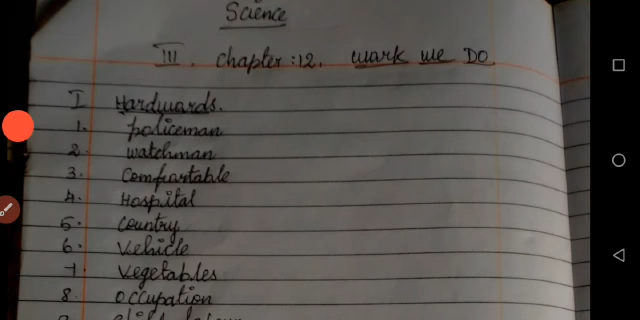 Science
III. Chapter:12. work we DO
I Hardwards.
1. policeman
2. watchman
3. Comfortable
4. Hospital
5. Country
6. Vehicle
7. Vegetables
8. Occupation